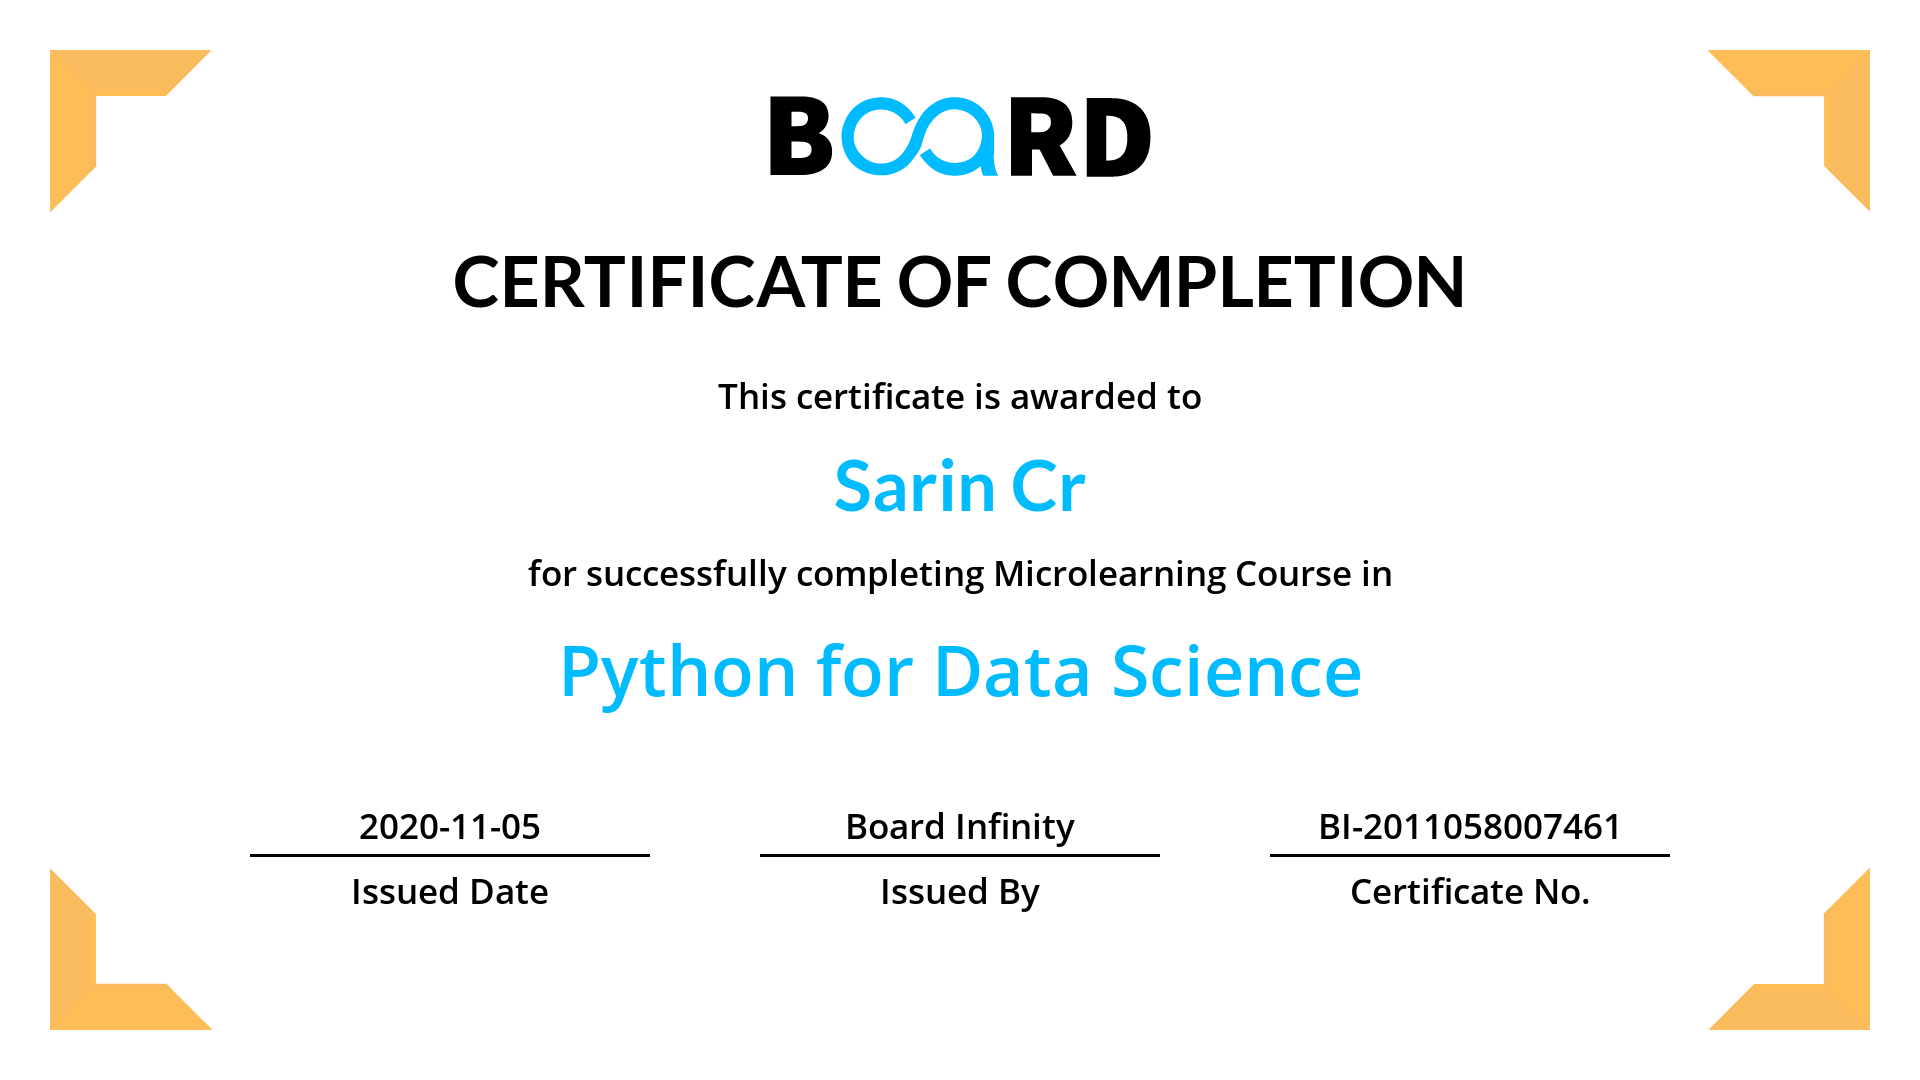 BOARD
CERTIFICATE OF COMPLETION
This certificate is awarded to
Sarin Cr
for successfully completing Microlearning Course in
Python for Data Science
2020-11-05
Issued Date
Board Infinity
Issued By
BI-2011058007461
Certificate No.